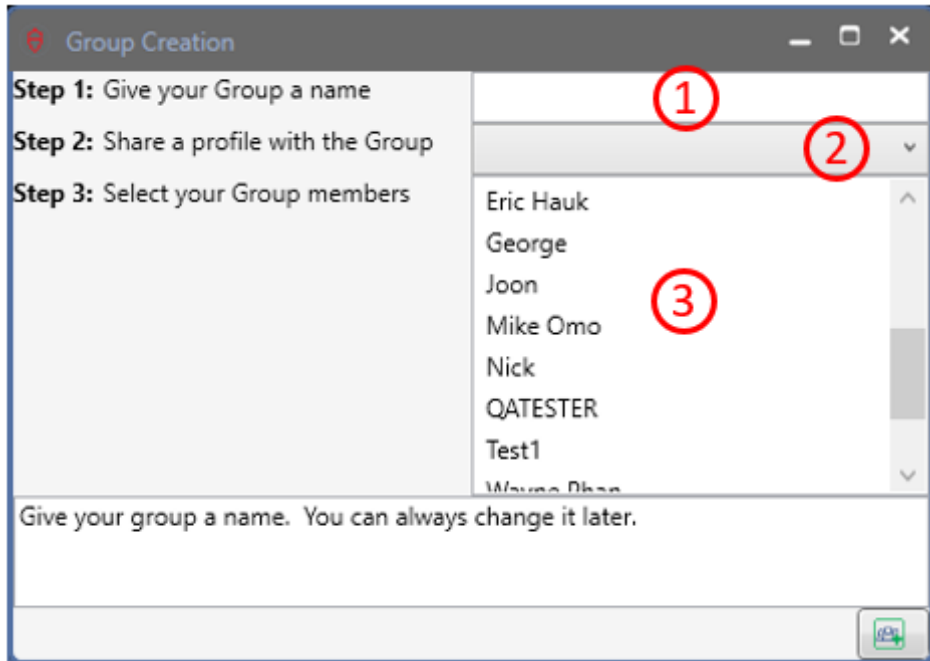 Group Creation
Step 1: Give your Group a name
1
Step 2: Share a profile with the Group
2
Step 3: Select your Group members
Eric Hauk
George
Joon
3
Mike Omo
Nick
QATESTER
Test1
Wayne Phan
Give your group a name.  You can always change it later.